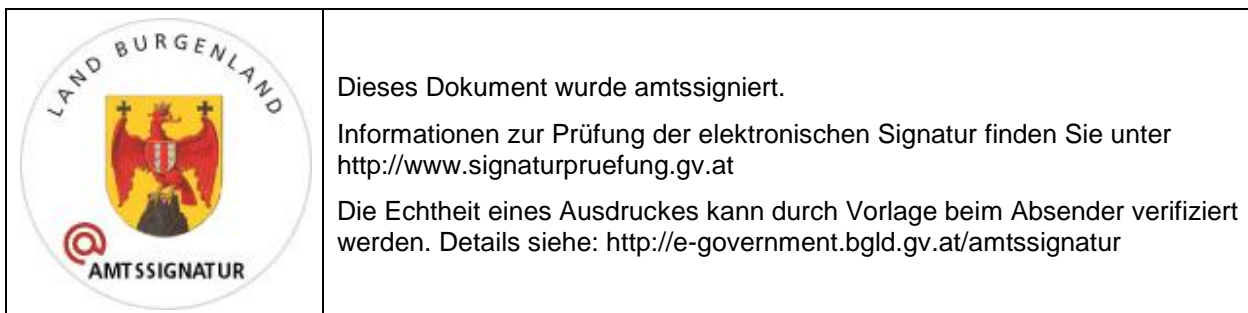 LAND BURGENLAND
@
AMTSSIGNATUR
Dieses Dokument wurde amtssigniert.
Informationen zur Prüfung der elektronischen Signatur finden Sie unter
http://www.signaturpruefung.gv.at
Die Echtheit eines Ausdruckes kann durch Vorlage beim Absender verifiziert
werden. Details siehe: http://e-government.bgld.gv.at/amtssignatur